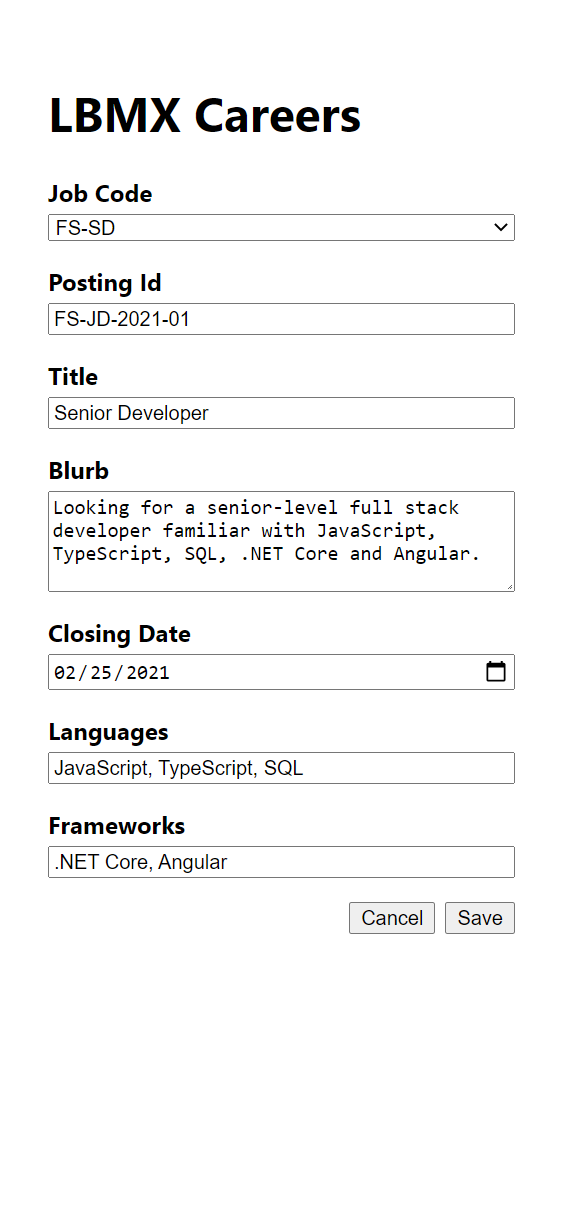 LBMX Careers
Job Code
FS-SD
Posting Id
FS-JD-2021-01
Title
Senior Developer
Blurb
Looking for a senior-level full stack
developer familiar with JavaScript,
TypeScript, SQL, .NET Core and Angular.
Closing Date
02/25/2021
Languages
JavaScript, TypeScript, SQL
Frameworks
.NET Core, Angular
Cancel Save